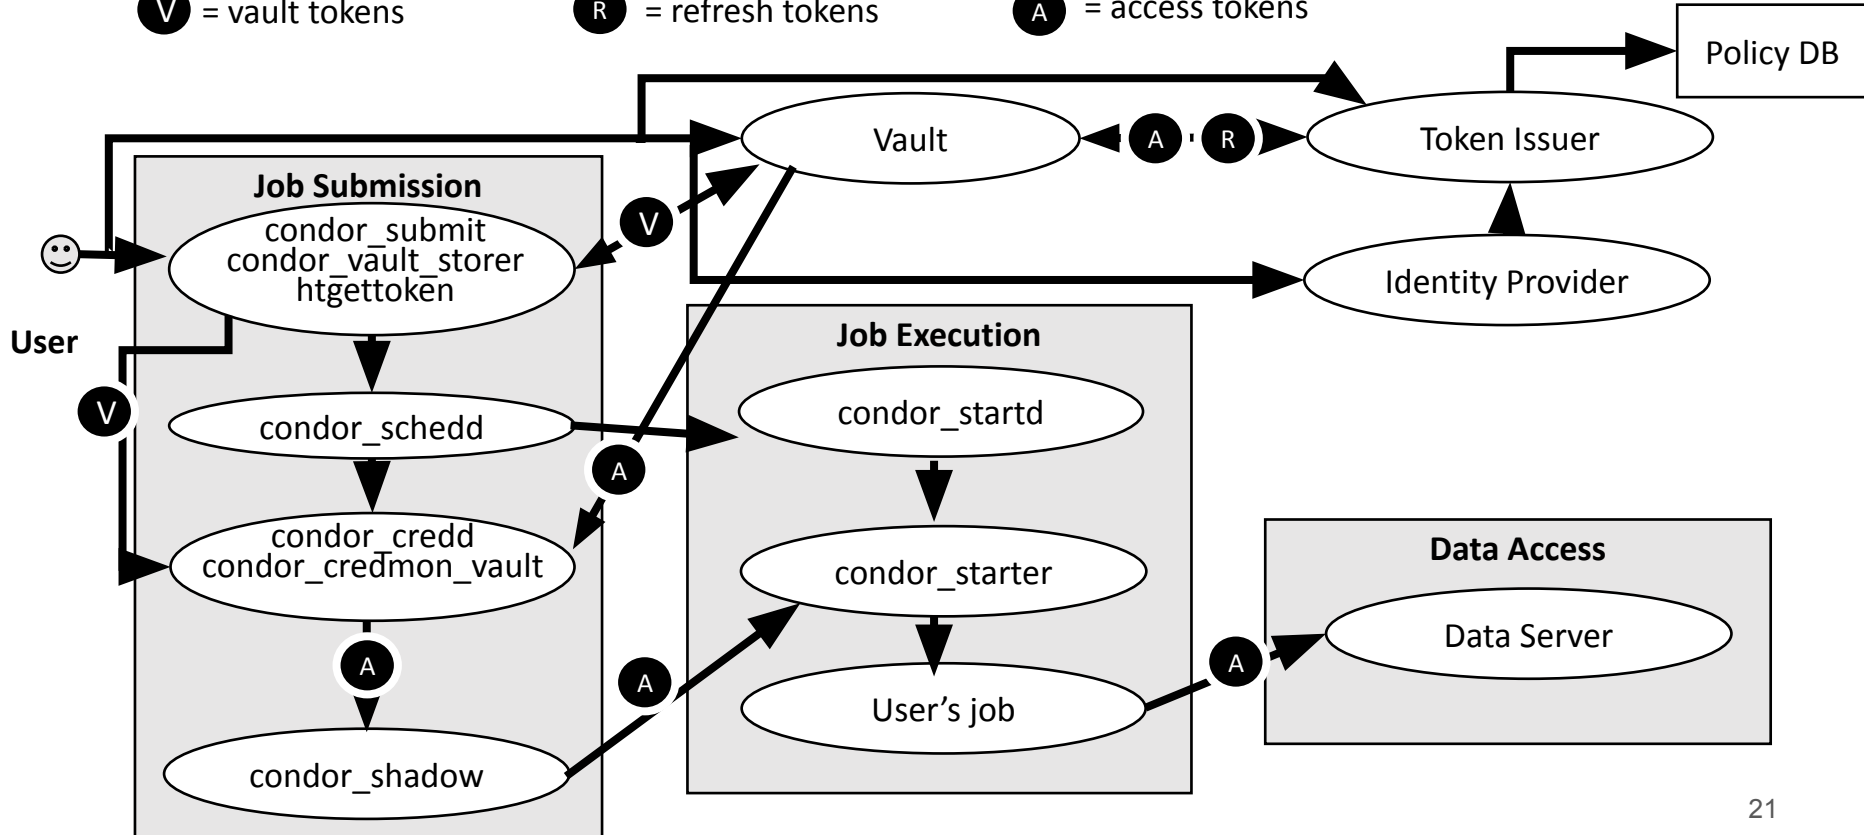 V = vault tokens
R = refresh tokens
A = access tokens
Policy DB
Vault
A
R
Token Issuer
Job Submission
condor_submit
condor_vault_storer
htgettoken
V
Identity Provider
User
Job Execution
V
condor_schedd
condor_startd
A
condor_credd
condor_credmon_vault
condor_starter
Data Access
Data Server
A
A
A
User’s job
condor_shadow
21